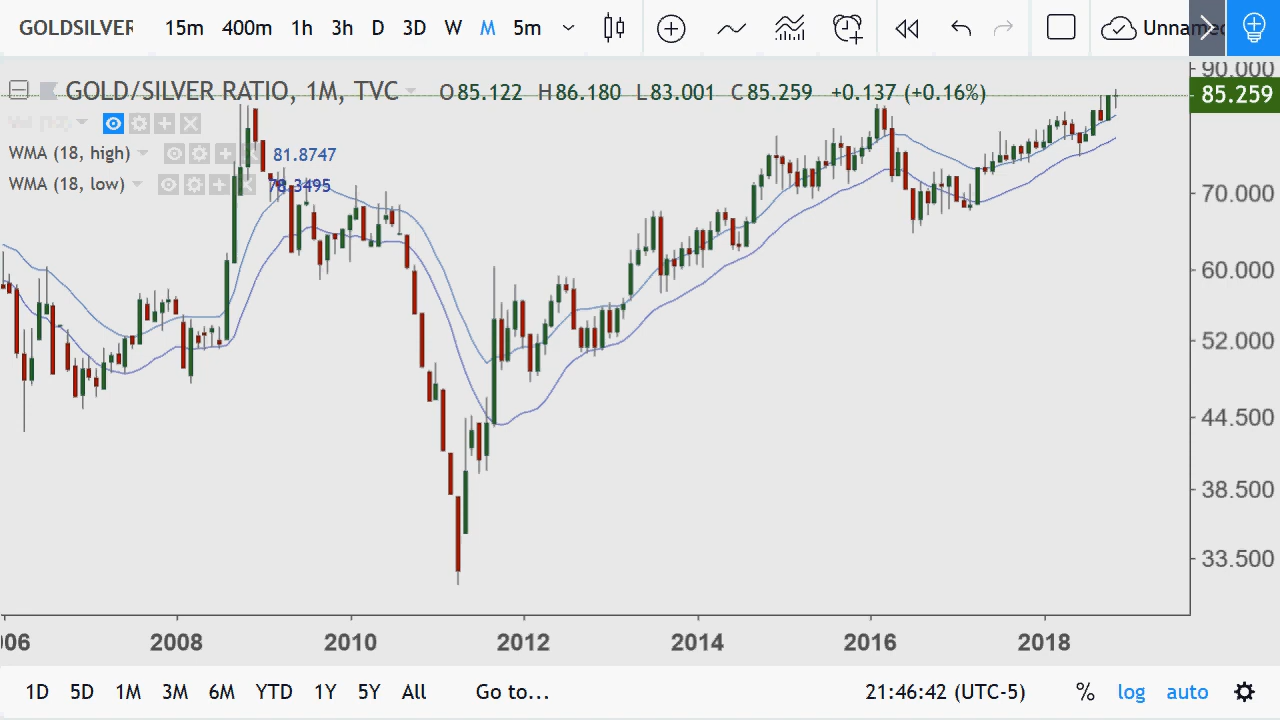 GOLDSILVER 15m 400m 1h 3h D 3D W M 5m Unname
GOLD/SILVER RATIO, 1M, TVC O85.122 H86.180 L83.001 C85.259 +0.137 (+0.16%)
WMA (18, high) 81.8747
WMA (18, low) 78.3495
90.000
85.259
70.000
60.000
52.000
44.500
38.500
33.500
06 2008 2010 2012 2014 2016 2018
1D 5D 1M 3M 6M YTD 1Y 5Y All Go to... 21:46:42 (UTC-5) % log auto